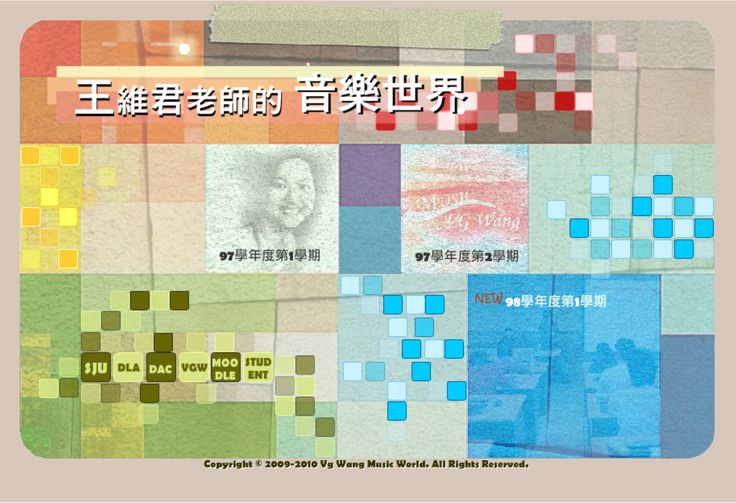 王維君老師的 音樂世界
97學年度第1學期
97學年度第2學期
VG Wang
NEW 98學年度第1學期
SJU
DLA
DAC
VGW
MOO
DLE
STUD
ENT
Copyright © 2009-2010 Vg Wang Music World. All Rights Reserved.